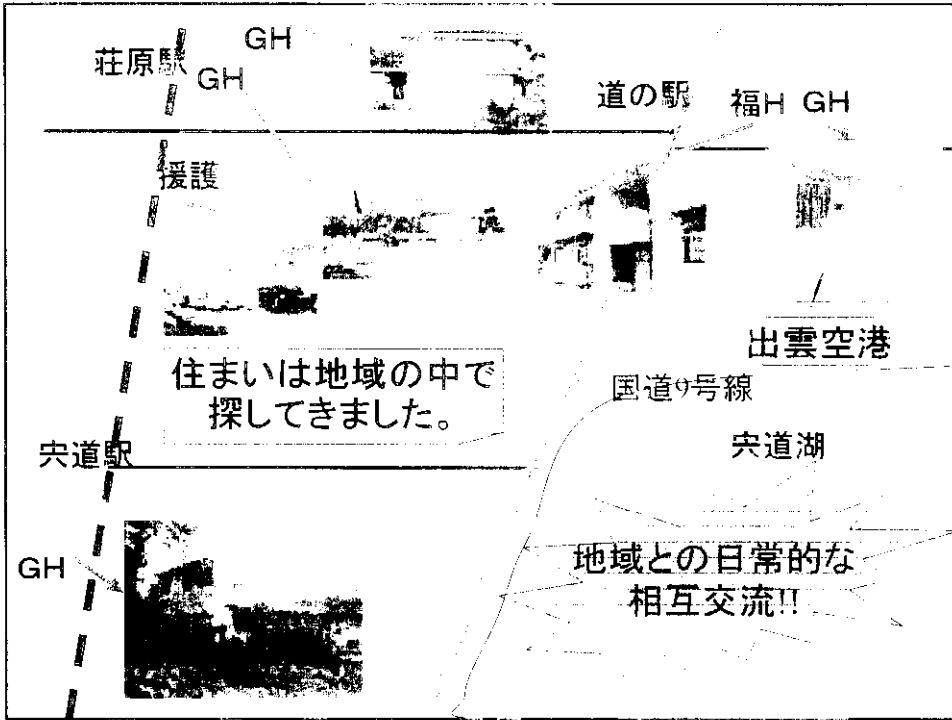 GH
荘原駅
GH
道の駅
福H GH
援護
出雲空港
住まいは地域の中で
探してきました。
国道9号線
宍道駅
宍道湖
GH
地域との日常的な
相互交流!!